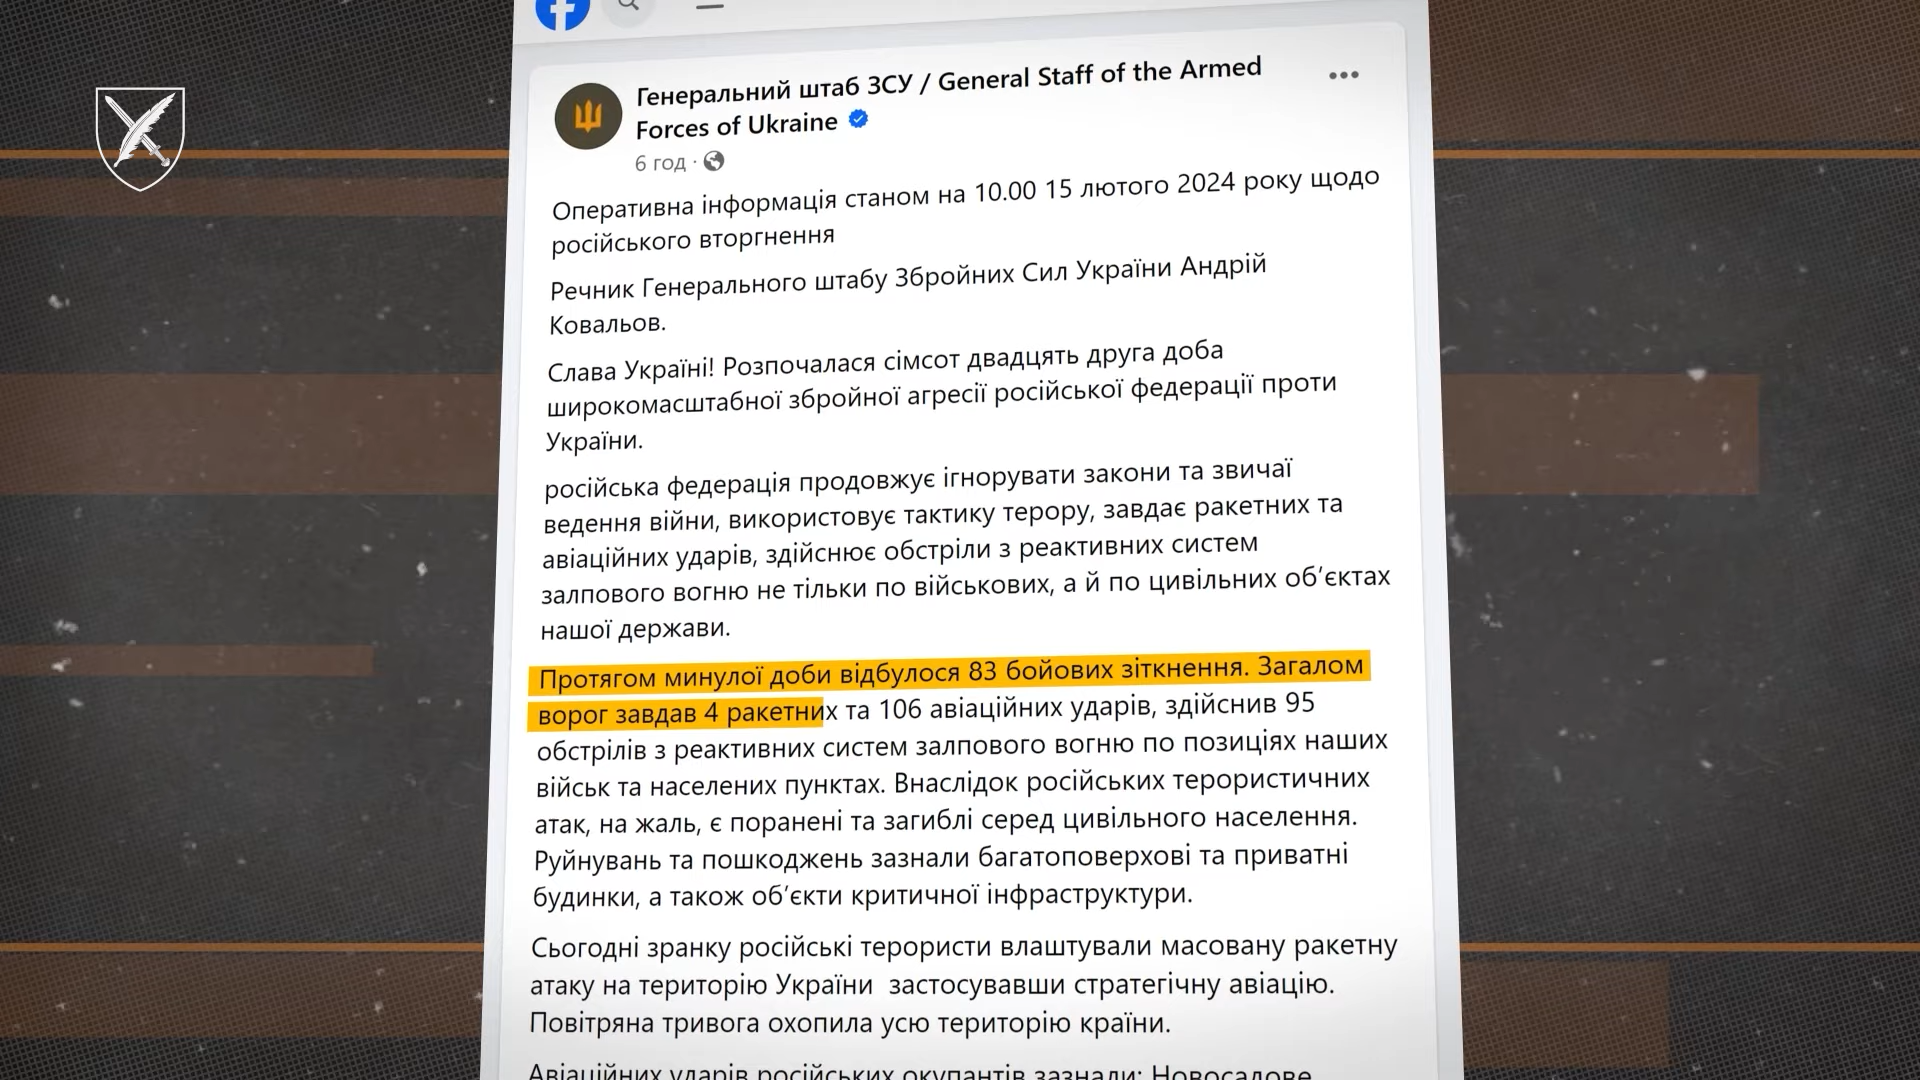 Генеральний штаб ЗСУ / General Staff of the Armed
Forces of Ukraine
6 год ·
Оперативна інформація станом на 10.00 15 лютого 2024 року щодо
російського вторгнення
Речник Генерального штабу Збройних Сил України Андрій
Ковальов.
Слава Україні! Розпочалася сімсот двадцять друга доба
широкомасштабної збройної агресії російської федерації проти
України.
російська федерація продовжує ігнорувати закони та звичаї
ведення війни, використовує тактику терору, завдає ракетних та
авіаційних ударів, здійснює обстріли з реактивних систем
залпового вогню не тільки по військових, а й по цивільних об’єктах
нашої держави.
Протягом минулої доби відбулося 83 бойових зіткнення. Загалом
ворог завдав 4 ракетних та 106 авіаційних ударів, здійснив 95
обстрілів з реактивних систем залпового вогню по позиціях наших
військ та населених пунктах. Внаслідок російських терористичних
атак, на жаль, є поранені та загиблі серед цивільного населення.
Руйнувань та пошкоджень зазнали багатоповерхові та приватні
будинки, а також об’єкти критичної інфраструктури.
Сьогодні зранку російські терористи влаштували масовану ракетну
атаку на територію України застосувавши стратегічну авіацію.
Повітряна тривога охопила усю територію країни.
Авіаційних ударів російських окупантів зазнали: Новосадове